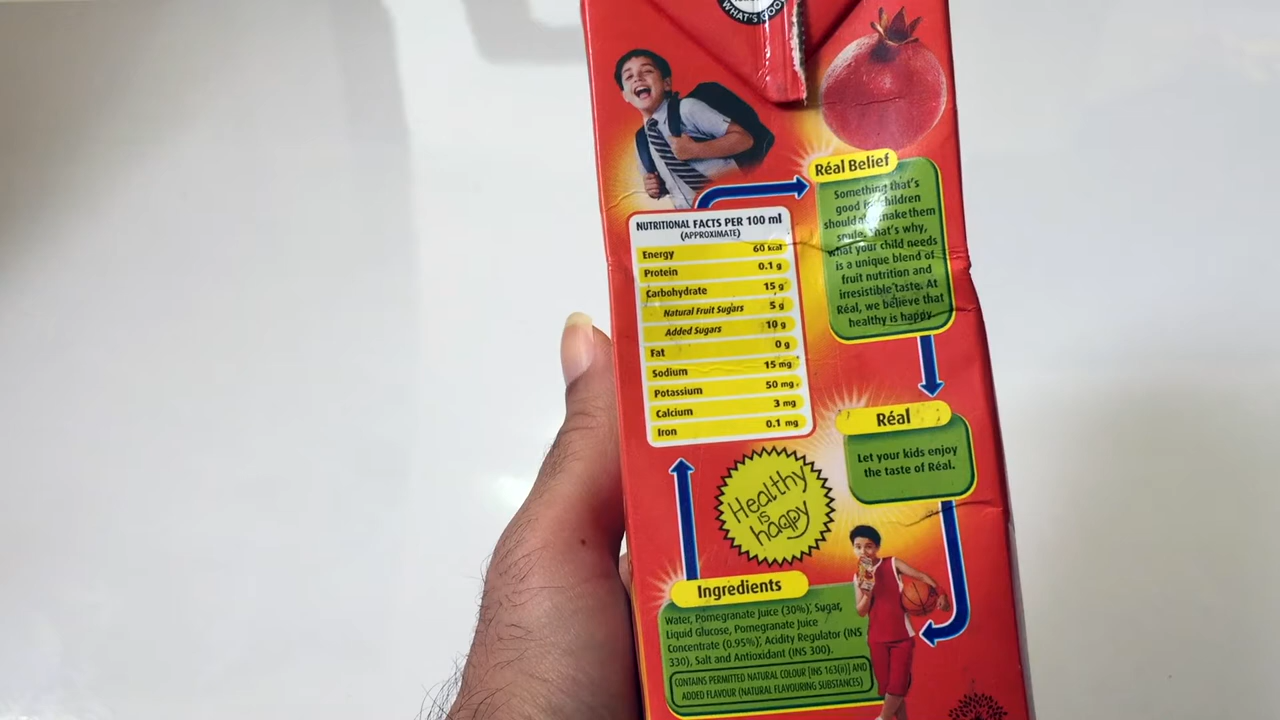 WHAT'S GOOD
NUTRITIONAL FACTS PER 100 ml
(APPROXIMATE)
Energy 60 kcal
Protein 0.1 g
Carbohydrate 15 g
Natural Fruit Sugars 5 g
Added Sugars 10 g
Fat 0 g
Sodium 15 mg
Potassium 50 mg
Calcium 3 mg
Iron 0.1 mg
Réal Belief
Something that's
good for children
should also make them
smile. That's why,
what your child needs
is a unique blend of
fruit nutrition and
irresistible taste. At
Réal, we believe that
healthy is happy
Réal
Let your kids enjoy
the taste of Réal.
Healthy
is
happy
Ingredients
Water, Pomegranate Juice (30%)*, Sugar,
Liquid Glucose, Pomegranate Juice
Concentrate (0.95%)*, Acidity Regulator (INS
330), Salt and Antioxidant (INS 300).
CONTAINS PERMITTED NATURAL COLOUR [INS 163(ii)] AND
ADDED FLAVOUR (NATURAL FLAVOURING SUBSTANCES)